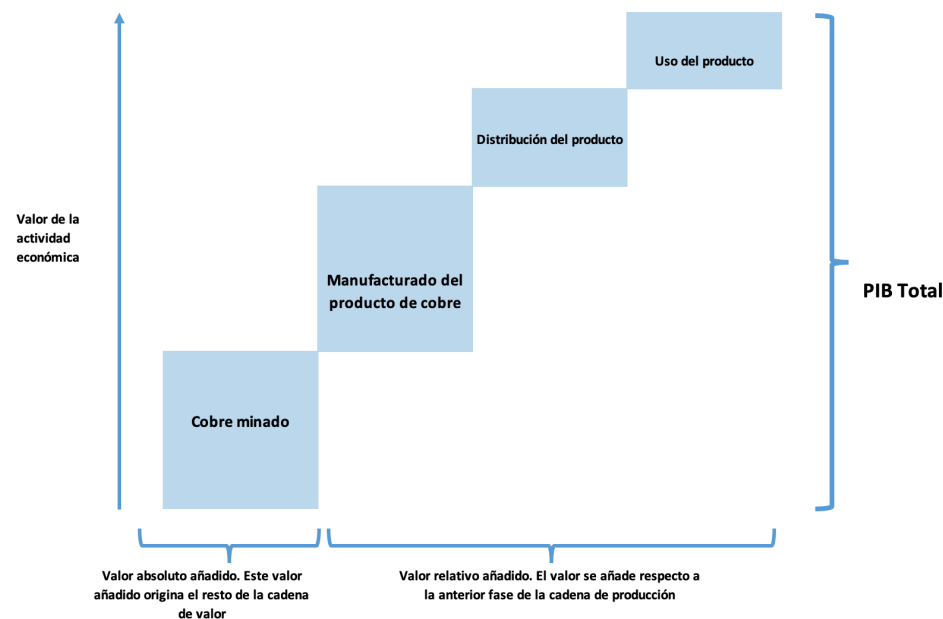 Uso del producto
Distribución del producto
Valor de la
actividad
económica
Manufacturado del
producto de cobre
PIB Total
Cobre minado
Valor absoluto añadido. Este valor
añadido origina el resto de la cadena
de valor
Valor relativo añadido. El valor se añade respecto a
la anterior fase de la cadena de producción